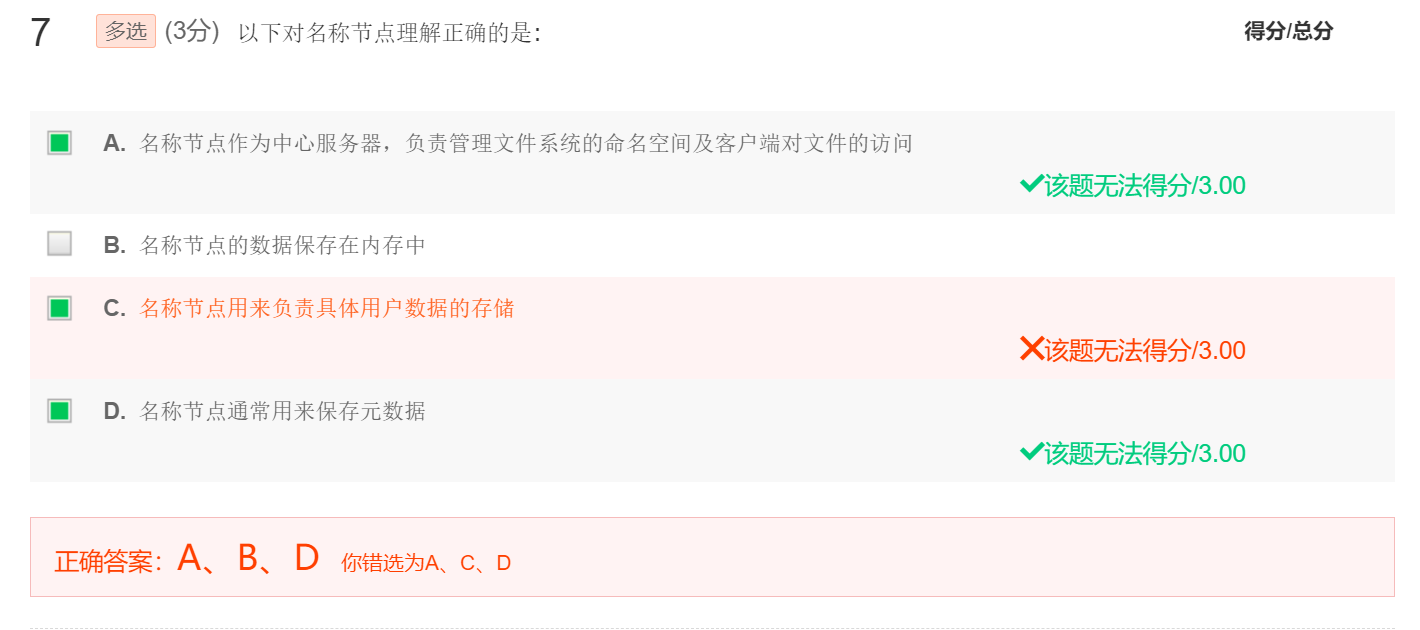 7 多选 (3分) 以下对名称节点理解正确的是： 得分/总分
A. 名称节点作为中心服务器，负责管理文件系统的命名空间及客户端对文件的访问
该题无法得分/3.00
B. 名称节点的数据保存在内存中
C. 名称节点用来负责具体用户数据的存储
该题无法得分/3.00
D. 名称节点通常用来保存元数据
该题无法得分/3.00
正确答案：A、B、D 你错选为A、C、D